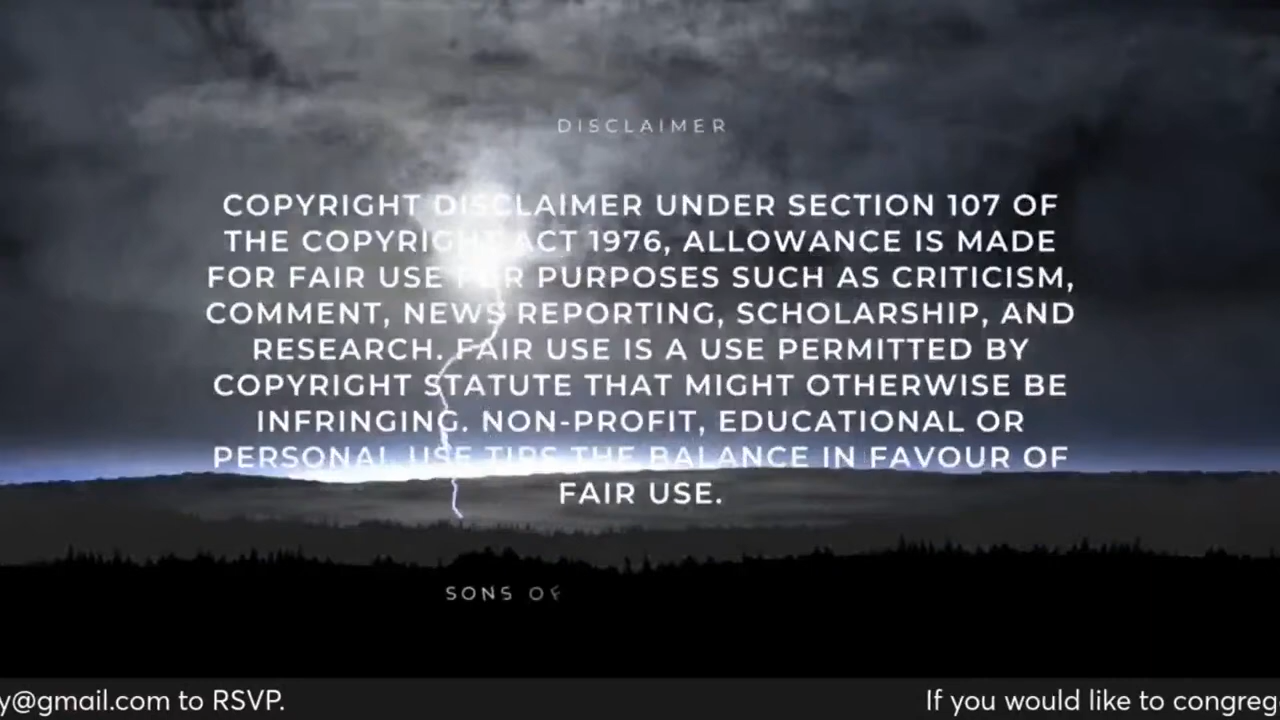 DISCLAIMER
COPYRIGHT DISCLAIMER UNDER SECTION 107 OF
THE COPYRIGHT ACT 1976, ALLOWANCE IS MADE
FOR FAIR USE FOR PURPOSES SUCH AS CRITICISM,
COMMENT, NEWS REPORTING, SCHOLARSHIP, AND
RESEARCH. FAIR USE IS A USE PERMITTED BY
COPYRIGHT STATUTE THAT MIGHT OTHERWISE BE
INFRINGING. NON-PROFIT, EDUCATIONAL OR
PERSONAL USE TIPS THE BALANCE IN FAVOUR OF
FAIR USE.
SONS OF
y@gmail.com to RSVP. If you would like to congreg